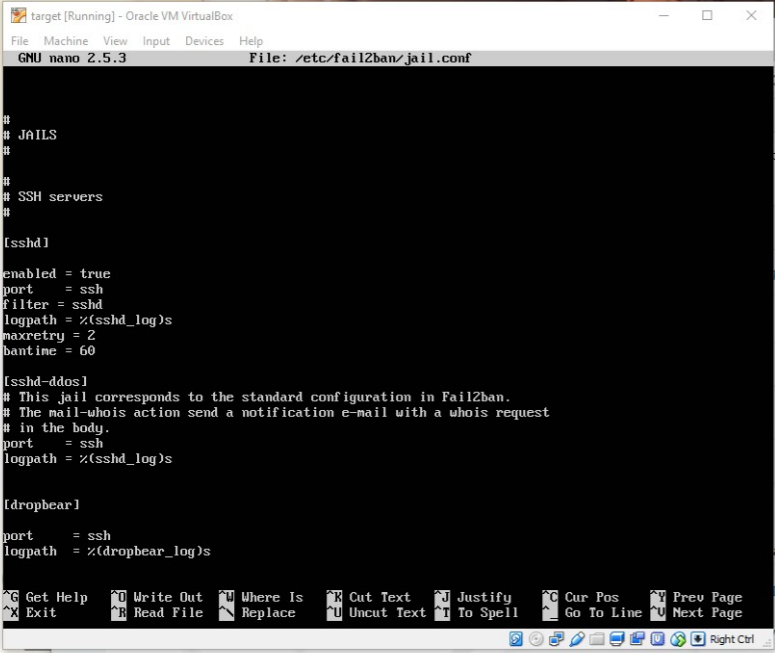 target [Running] - Oracle VM VirtualBox
File Machine View Input Devices Help
GNU nano 2.5.3 File: /etc/fail2ban/jail.conf
#
# JAILS
#
#
# SSH servers
#
[sshd]
enabled = true
port    = ssh
filter = sshd
logpath = %(sshd_log)s
maxretry = 2
bantime = 60
[sshd-ddos]
# This jail corresponds to the standard configuration in Fail2ban.
# The mail-whois action send a notification e-mail with a whois request
# in the body.
port    = ssh
logpath = %(sshd_log)s
[dropbear]
port     = ssh
logpath  = %(dropbear_log)s
^G Get Help ^O Write Out ^W Where Is ^K Cut Text ^J Justify ^C Cur Pos ^Y Prev Page
^X Exit ^R Read File ^\ Replace ^U Uncut Text ^T To Spell ^_ Go To Line ^V Next Page
Right Ctrl